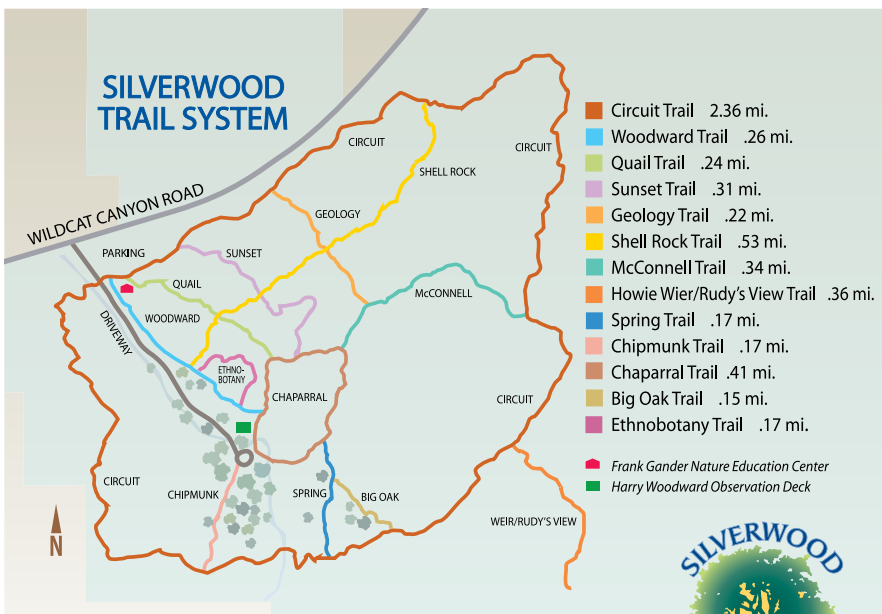 SILVERWOOD
TRAIL SYSTEM
WILDCAT CANYON ROAD
CIRCUIT
CIRCUIT
SHELL ROCK
GEOLOGY
PARKING
SUNSET
QUAIL
McCONNELL
WOODWARD
DRIVEWAY
ETHNO-
BOTANY
CHAPARRAL
CIRCUIT
CIRCUIT
CHIPMUNK
SPRING
BIG OAK
WEIR/RUDY'S VIEW
N
Circuit Trail 2.36 mi.
Woodward Trail .26 mi.
Quail Trail .24 mi.
Sunset Trail .31 mi.
Geology Trail .22 mi.
Shell Rock Trail .53 mi.
McConnell Trail .34 mi.
Howie Wier/Rudy's View Trail .36 mi.
Spring Trail .17 mi.
Chipmunk Trail .17 mi.
Chaparral Trail .41 mi.
Big Oak Trail .15 mi.
Ethnobotany Trail .17 mi.
Frank Gander Nature Education Center
Harry Woodward Observation Deck
SILVERWOOD